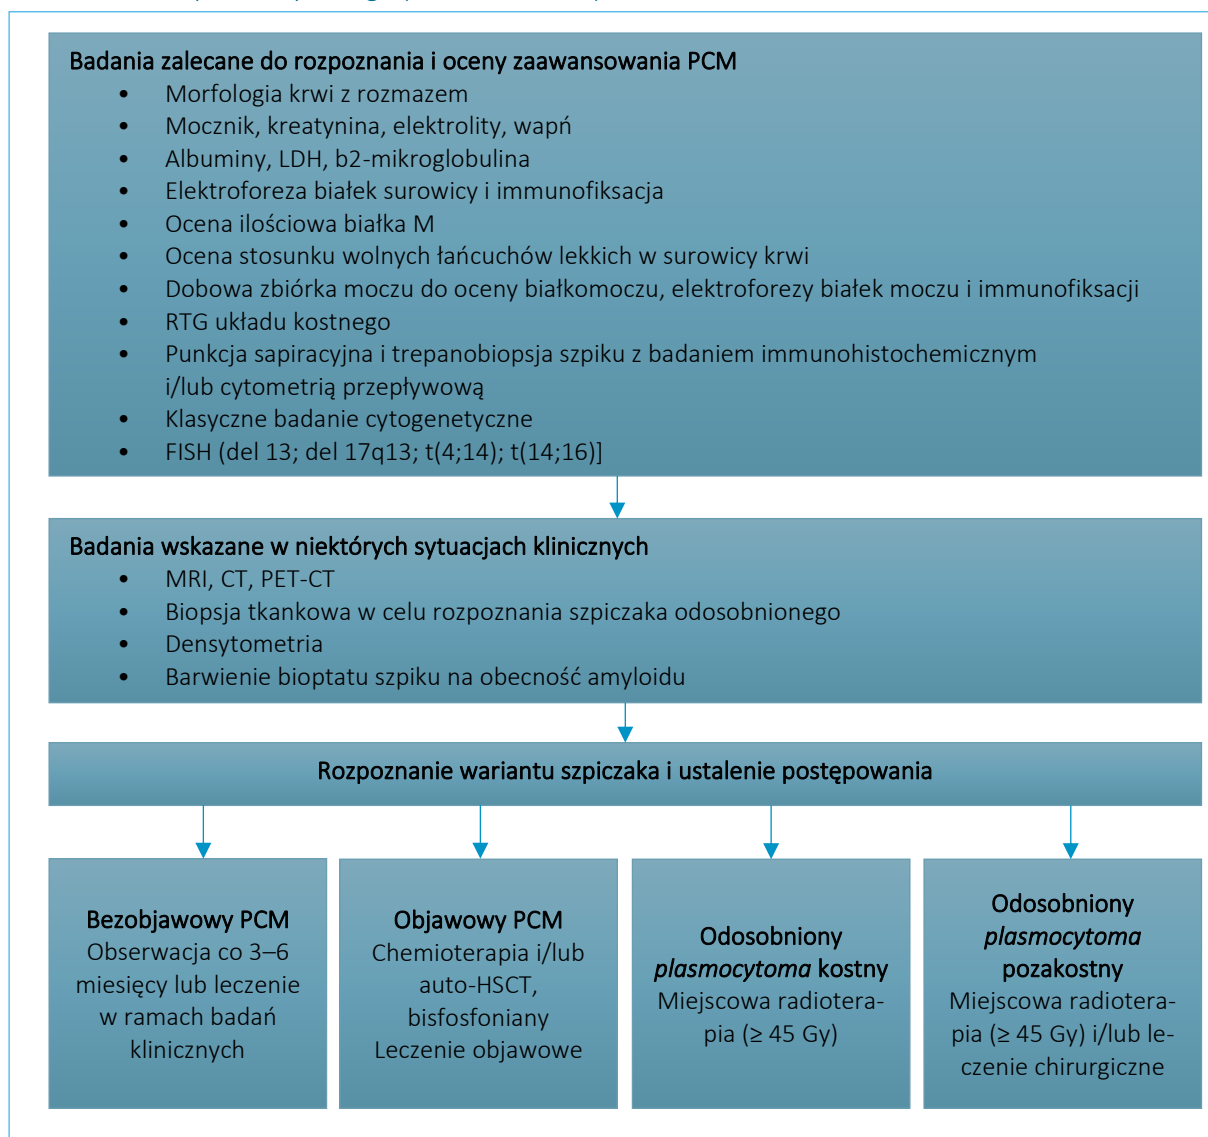 Badania zalecane do rozpoznania i oceny zaawansowania PCM
• Morfologia krwi z rozmazem
• Mocznik, kreatynina, elektrolity, wapń
• Albuminy, LDH, b2-mikroglobulina
• Elektroforeza białek surowicy i immunofiksacja
• Ocena ilościowa białka M
• Ocena stosunku wolnych łańcuchów lekkich w surowicy krwi
• Dobowa zbiórka moczu do oceny białkomoczu, elektroforezy białek moczu i immunofiksacji
• RTG układu kostnego
• Punkcja sapiracyjna i trepanobiopsja szpiku z badaniem immunohistochemicznym
i/lub cytometrią przepływową
• Klasyczne badanie cytogenetyczne
• FISH (del 13; del 17q13; t(4;14); t(14;16)]
Badania wskazane w niektórych sytuacjach klinicznych
• MRI, CT, PET-CT
• Biopsja tkankowa w celu rozpoznania szpiczaka odosobnionego
• Densytometria
• Barwienie bioptatu szpiku na obecność amyloidu
Rozpoznanie wariantu szpiczaka i ustalenie postępowania
Bezobjawowy PCM
Obserwacja co 3–6
miesięcy lub leczenie
w ramach badań
klinicznych
Objawowy PCM
Chemioterapia i/lub
auto-HSCT,
bisfosfoniany
Leczenie objawowe
Odosobniony
plasmocytoma kostny
Miejscowa radiotera-
pia (≥ 45 Gy)
Odosobniony
plasmocytoma
pozakostny
Miejscowa radiotera-
pia (≥ 45 Gy) i/lub le-
czenie chirurgiczne